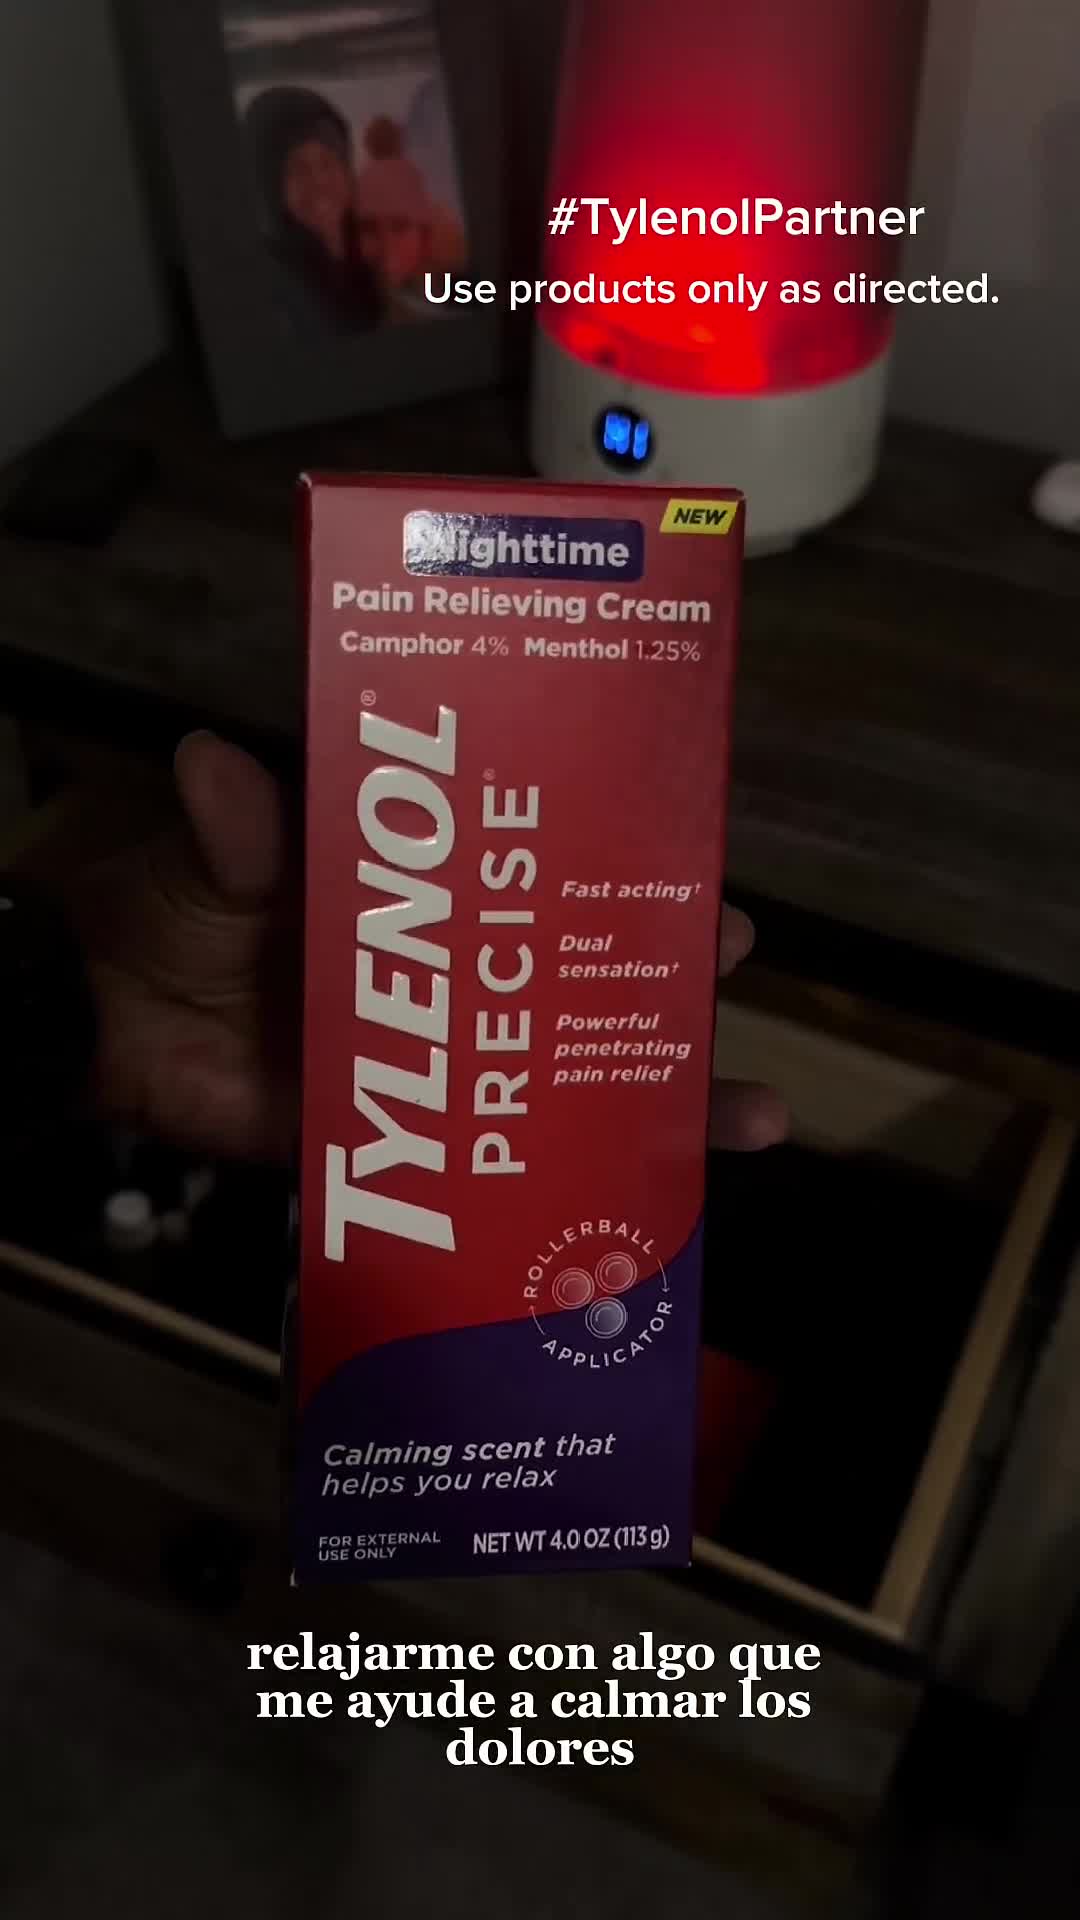 #TylenolPartner
Use products only as directed.
NEW
Nighttime
Pain Relieving Cream
Camphor 4% Menthol 1.25%
TYLENOL®
PRECISE®
Fast acting†
Dual
sensation†
Powerful
penetrating
pain relief
ROLLERBALL
APPLICATOR
Calming scent that
helps you relax
FOR EXTERNAL
USE ONLY
NET WT 4.0 OZ (113 g)
relajarme con algo que
me ayude a calmar los
dolores